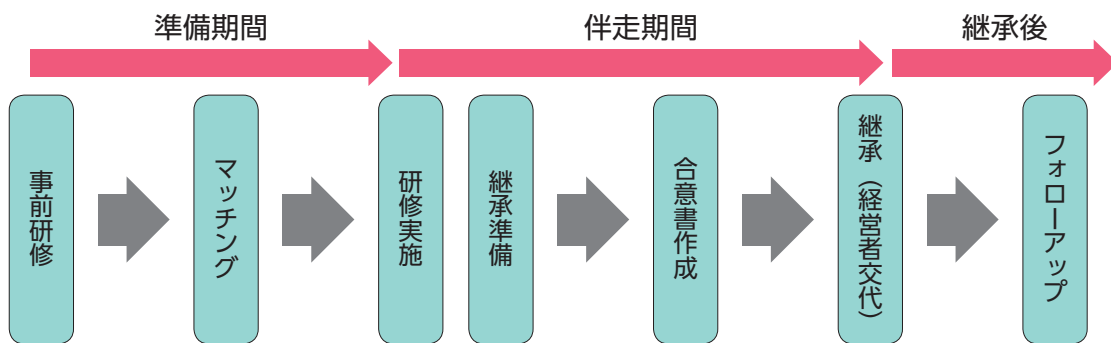 準備期間
伴走期間
継承後
事前研修
マッチング
研修実施
継承準備
合意書作成
継承（経営者交代）
フォローアップ